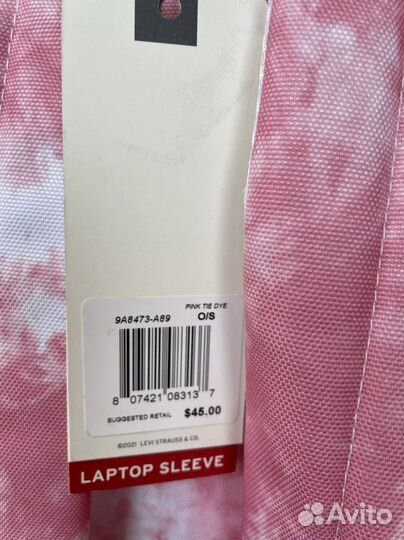 PINK TIE DYE
9A8473-A89 O/S
8 07421 08313 7
SUGGESTED RETAIL $45.00
©2021 LEVI STRAUSS & CO.
LAPTOP SLEEVE
Avito